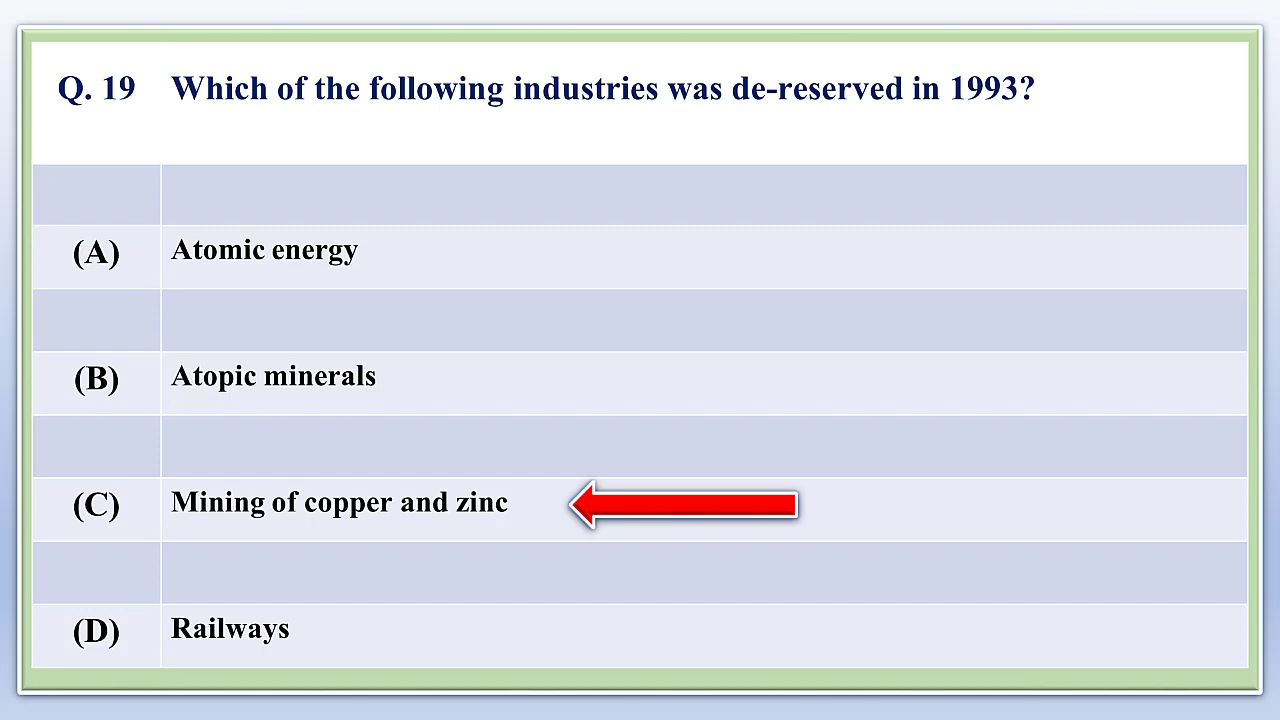 Q. 19 Which of the following industries was de-reserved in 1993?
(A) Atomic energy
(B) Atopic minerals
(C) Mining of copper and zinc
(D) Railways